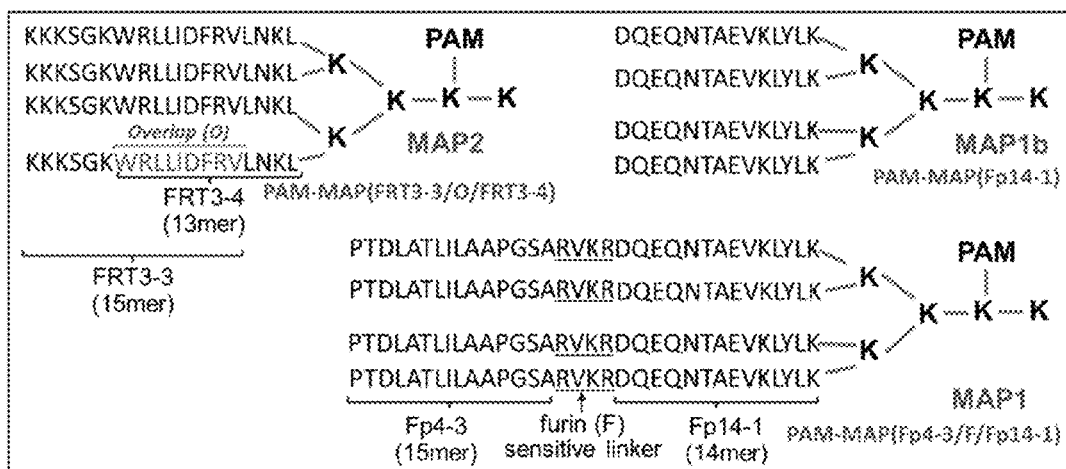 KKKSGKWRLLIDFRVLNKL
KKKSGKWRLLIDFRVLNKL
KKKSGKWRLLIDFRVLNKL
Overlap (O)
KKKSGKWRLLIDFRVLNKL
K
K
K
K
K
PAM
MAP2
PAM-MAP(FRT3-3/O/FRT3-4)
FRT3-4
(13mer)
FRT3-3
(15mer)
DQEQNTAEVKLYLK
DQEQNTAEVKLYLK
DQEQNTAEVKLYLK
DQEQNTAEVKLYLK
K
K
K
K
K
PAM
MAP1b
PAM-MAP(Fp14-1)
PTDLATLILAAPGSARVKRDQEQNTAEVKLYLK
PTDLATLILAAPGSARVKRDQEQNTAEVKLYLK
PTDLATLILAAPGSARVKRDQEQNTAEVKLYLK
PTDLATLILAAPGSARVKRDQEQNTAEVKLYLK
K
K
K
K
K
PAM
MAP1
PAM-MAP(Fp4-3/F/Fp14-1)
Fp4-3
(15mer)
furin (F)
sensitive linker
Fp14-1
(14mer)